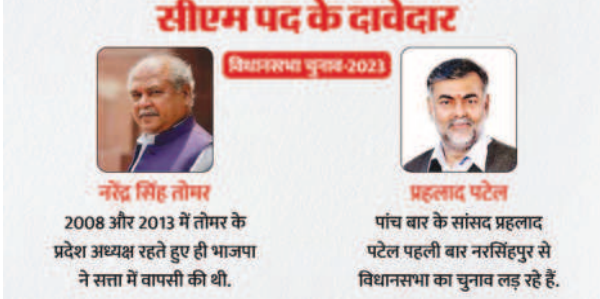 सीएम पद के दावेदार
विधानसभा चुनाव-2023
नरेंद्र सिंह तोमर
2008 और 2013 में तोमर के
प्रदेश अध्यक्ष रहते हुए ही भाजपा
ने सत्ता में वापसी की थी.
प्रहलाद पटेल
पांच बार के सांसद प्रहलाद
पटेल पहली बार नरसिंहपुर से
विधानसभा का चुनाव लड़ रहे हैं.